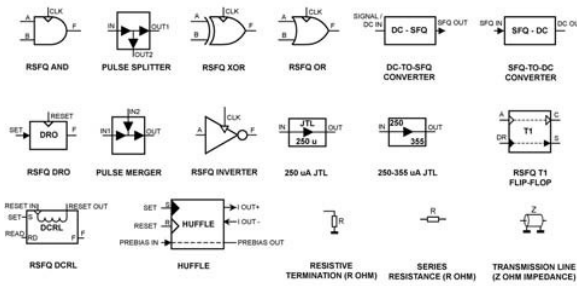 CLK
A
B
F
RSFQ AND
IN
OUT1
OUT2
PULSE SPLITTER
CLK
A
B
F
RSFQ XOR
CLK
A
B
F
RSFQ OR
SIGNAL /
DC IN
DC - SFQ
SFQ OUT
DC-TO-SFQ
CONVERTER
SFQ IN
SFQ - DC
DC OU
SFQ-TO-DC
CONVERTER
RESET
SET
DRO
F
RSFQ DRO
IN2
IN1
OUT
PULSE MERGER
CLK
A
F
RSFQ INVERTER
JTL
IN
OUT
250 u
250 uA JTL
250
IN
OUT
355
250-355 uA JTL
A
C
T1
DR
S
RSFQ T1
FLIP-FLOP
RESET IN
RESET OUT
SET
S
DCRL
READ
RD
F
F
RSFQ DCRL
SET
S
I OUT+
HUFFLE
RESET
R
I OUT -
PREBIAS IN
PREBIAS OUT
HUFFLE
R
RESISTIVE
TERMINATION (R OHM)
R
SERIES
RESISTANCE (R OHM)
Z
TRANSMISSION LINE
(Z OHM IMPEDANCE)